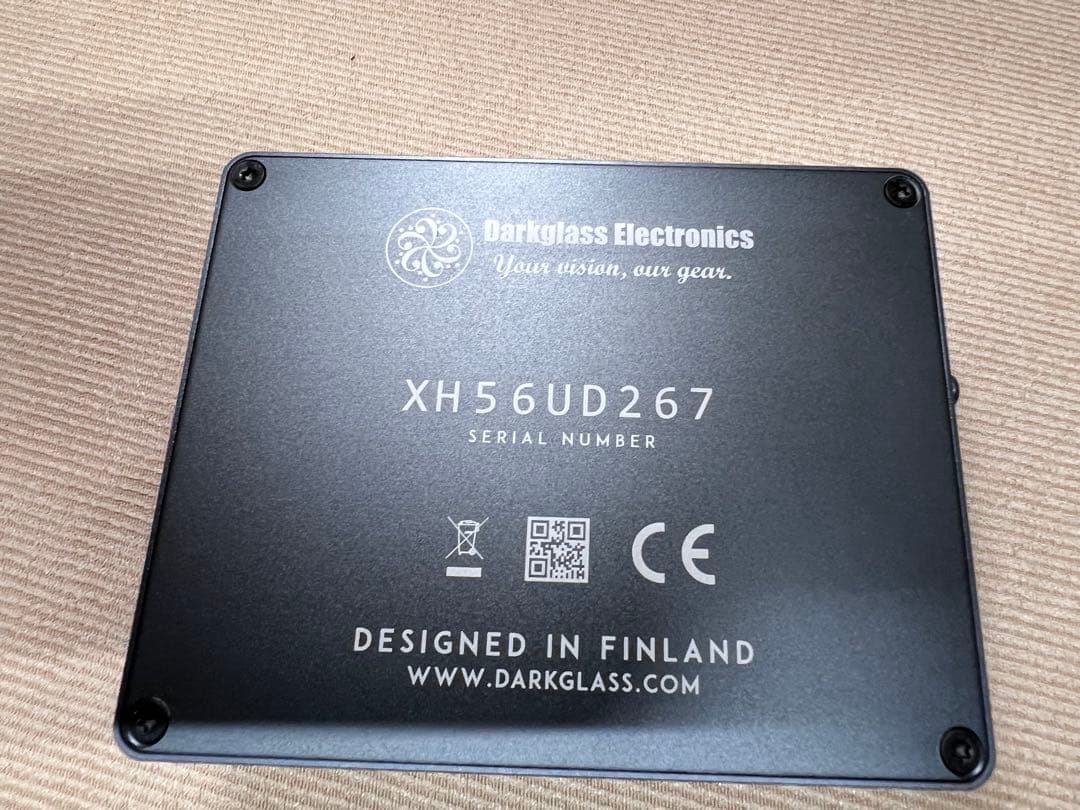 Darkglass Electronics
Your vision, our gear.
XH56UD267
SERIAL NUMBER
CE
DESIGNED IN FINLAND
WWW.DARKGLASS.COM